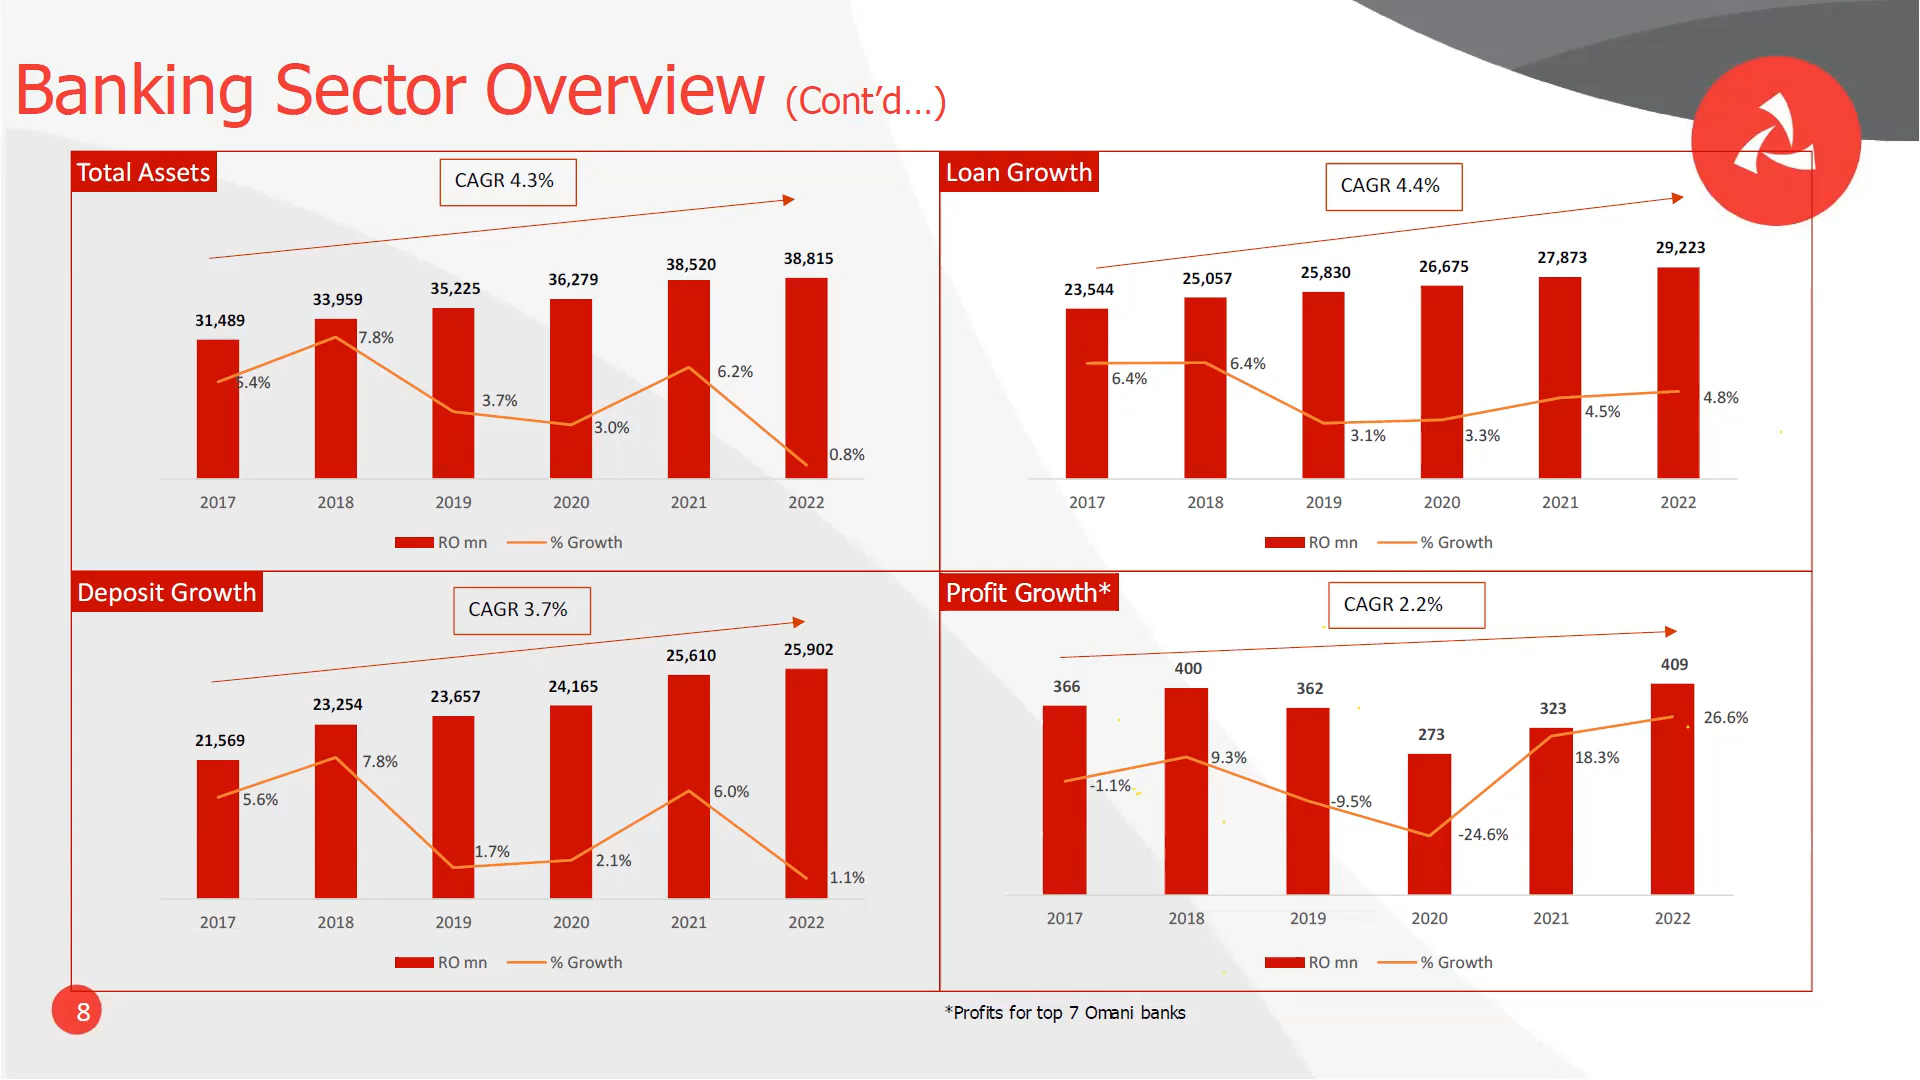 Banking Sector Overview (Cont’d…)
Total Assets
CAGR 4.3%
31,489 33,959 35,225 36,279 38,520 38,815
5.4% 7.8% 3.7% 3.0% 6.2% 0.8%
2017 2018 2019 2020 2021 2022
RO mn % Growth
Loan Growth
CAGR 4.4%
23,544 25,057 25,830 26,675 27,873 29,223
6.4% 6.4% 3.1% 3.3% 4.5% 4.8%
2017 2018 2019 2020 2021 2022
RO mn % Growth
Deposit Growth
CAGR 3.7%
21,569 23,254 23,657 24,165 25,610 25,902
5.6% 7.8% 1.7% 2.1% 6.0% 1.1%
2017 2018 2019 2020 2021 2022
RO mn % Growth
Profit Growth*
CAGR 2.2%
366 400 362 273 323 409
-1.1% 9.3% -9.5% -24.6% 18.3% 26.6%
2017 2018 2019 2020 2021 2022
RO mn % Growth
8
*Profits for top 7 Omani banks